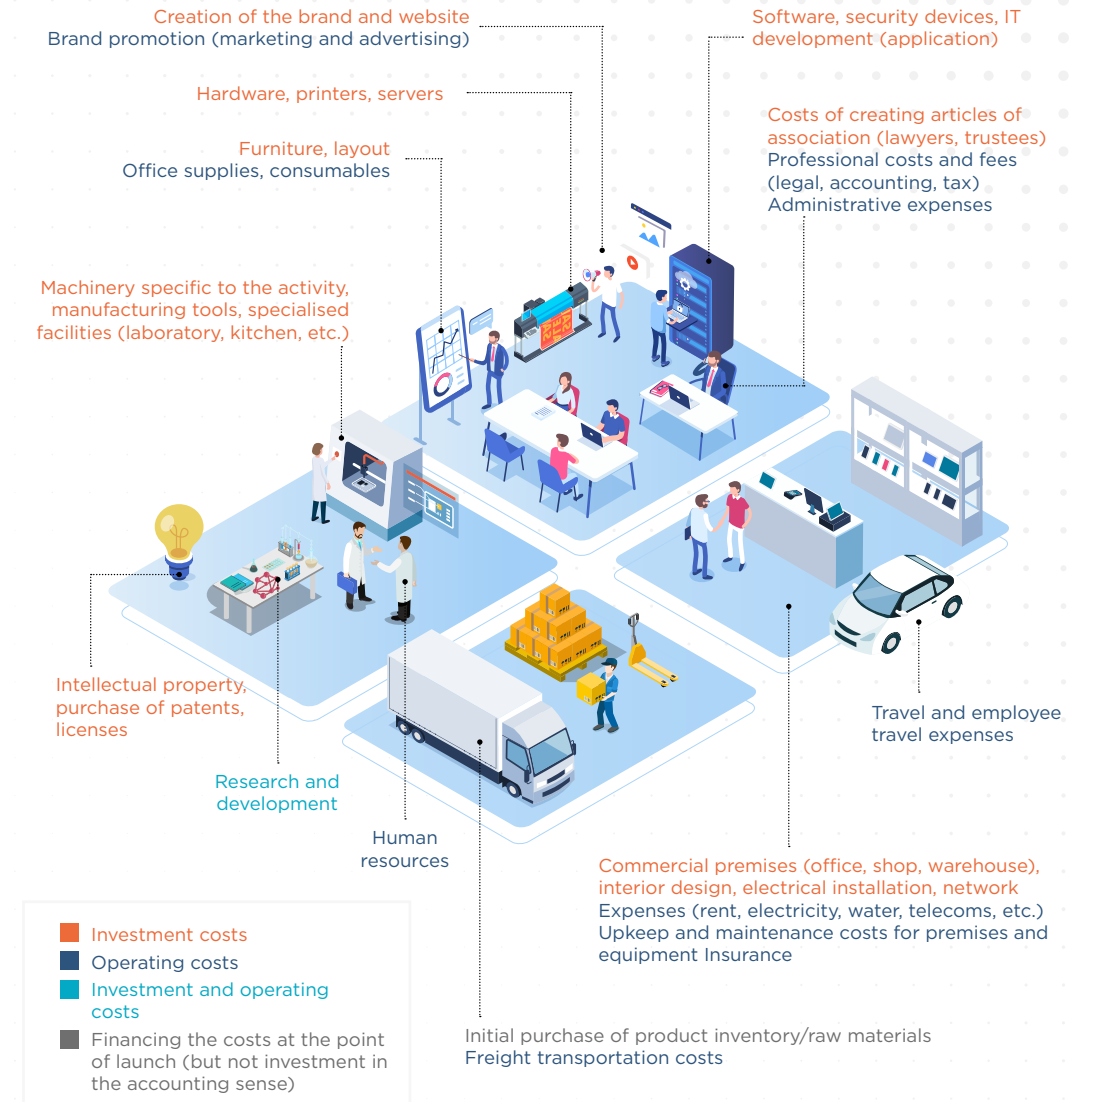 Creation of the brand and website
Brand promotion (marketing and advertising)
Software, security devices, IT
development (application)
Hardware, printers, servers
Costs of creating articles of
association (lawyers, trustees)
Professional costs and fees
(legal, accounting, tax)
Administrative expenses
Furniture, layout
Office supplies, consumables
Machinery specific to the activity,
manufacturing tools, specialised
facilities (laboratory, kitchen, etc.)
Intellectual property,
purchase of patents,
licenses
Travel and employee
travel expenses
Research and
development
Human
resources
Commercial premises (office, shop, warehouse),
interior design, electrical installation, network
Expenses (rent, electricity, water, telecoms, etc.)
Upkeep and maintenance costs for premises and
equipment Insurance
Investment costs
Operating costs
Investment and operating
costs
Financing the costs at the point
of launch (but not investment in
the accounting sense)
Initial purchase of product inventory/raw materials
Freight transportation costs